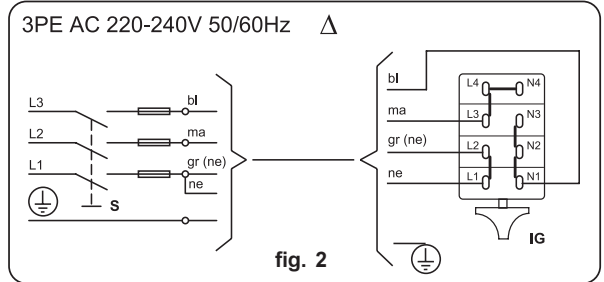 3PE AC 220-240V 50/60Hz Δ
L3 bl
L2 ma
L1 gr (ne)
ne
S
bl
ma
gr (ne)
ne
L4 N4
L3 N3
L2 N2
L1 N1
IG
fig. 2